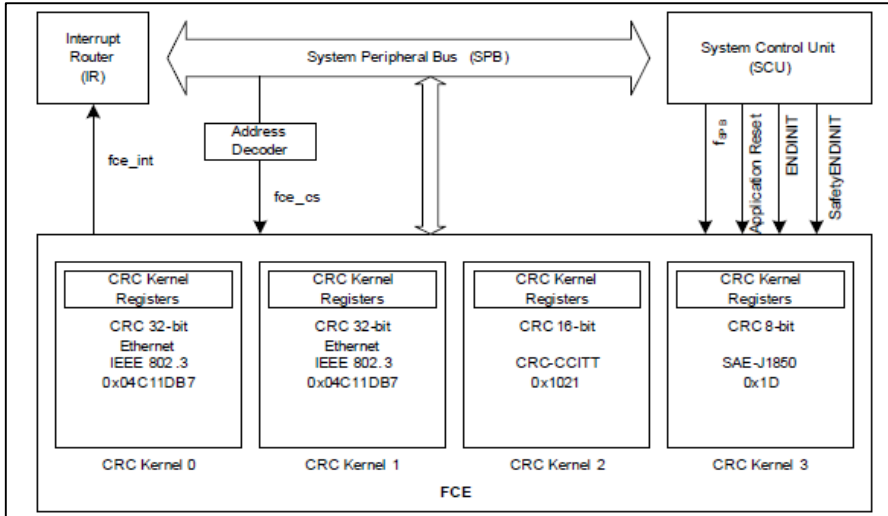 Interrupt
Router
(IR)
System Peripheral Bus (SPB)
System Control Unit
(SCU)
Address
Decoder
fce_int
fce_cs
fSPB
Application Reset
ENDINIT
SafetyENDINIT
CRC Kernel
Registers
CRC 32-bit
Ethernet
IEEE 802.3
0x04C11DB7
CRC Kernel 0
CRC Kernel
Registers
CRC 32-bit
Ethernet
IEEE 802.3
0x04C11DB7
CRC Kernel 1
CRC Kernel
Registers
CRC 16-bit
CRC-CCITT
0x1021
CRC Kernel 2
CRC Kernel
Registers
CRC 8-bit
SAE-J1850
0x1D
CRC Kernel 3
FCE